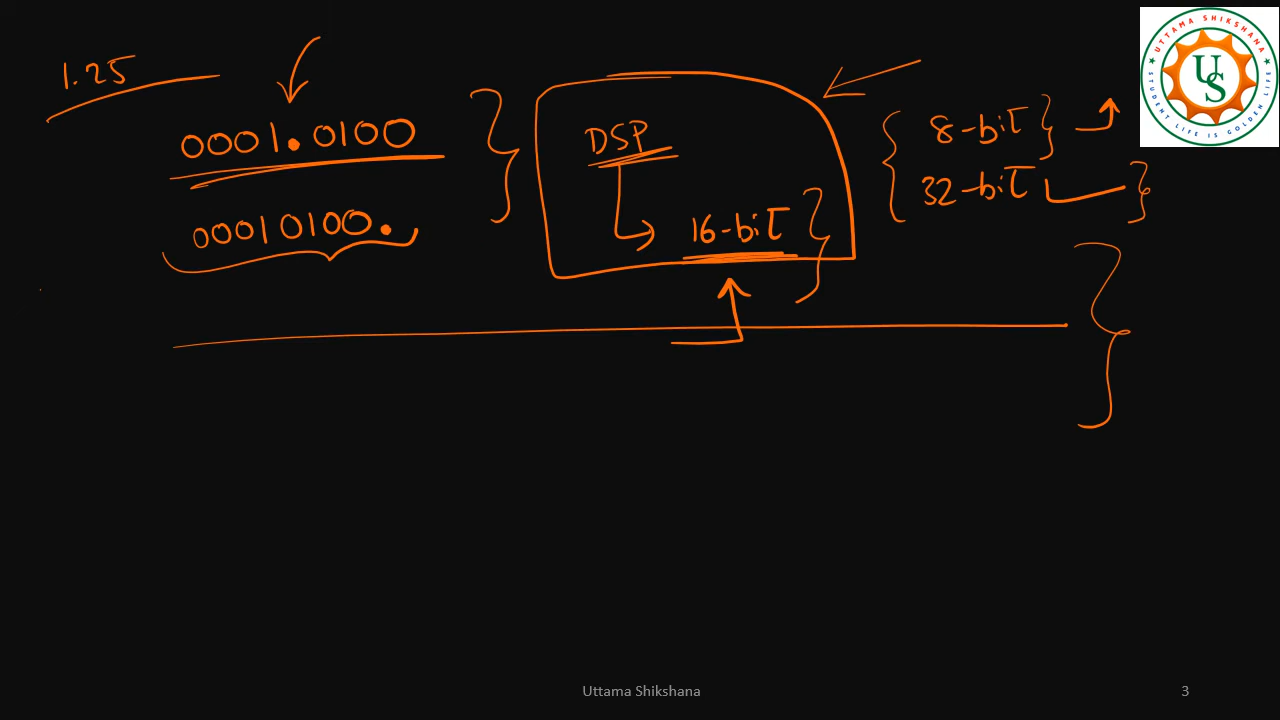 1.25
0001.0100
00010100.
DSP
16-bit
8-bit
32-bit
UTTAMA SHIKSHANA
US
STUDENT LIFE IS GOLDEN LIFE
Uttama Shikshana
3